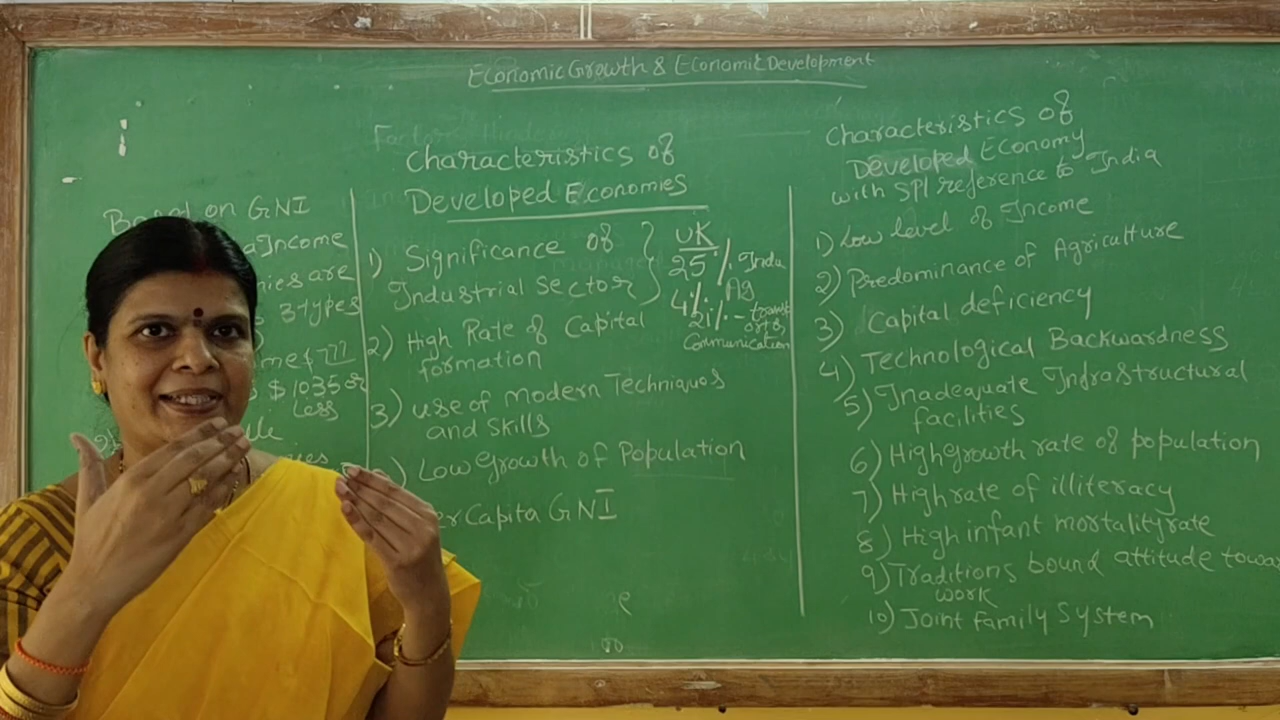 Economic Growth & Economic Development
Based on GNI
Income
are
3 types
$ 1035 or
Less
Characteristics of
Developed Economies
1) Significance of
Industrial Sector
UK
25 %
4% Ag
21% -
Communication
2) High Rate of Capital
formation
3) use of modern Techniques
and skills
) Low Growth of Population
er Capita GNI
Characteristics of
Developed Economy
with spl reference to India
1) Low level of Income
2) Predominance of Agriculture
3) Capital deficiency
4) Technological Backwardness
5) Inadequate Infrastructural
facilities
6) High growth rate of population
7) High rate of illiteracy
8) High infant mortality rate
9) Traditions bound attitude towa
work
10) Joint family System